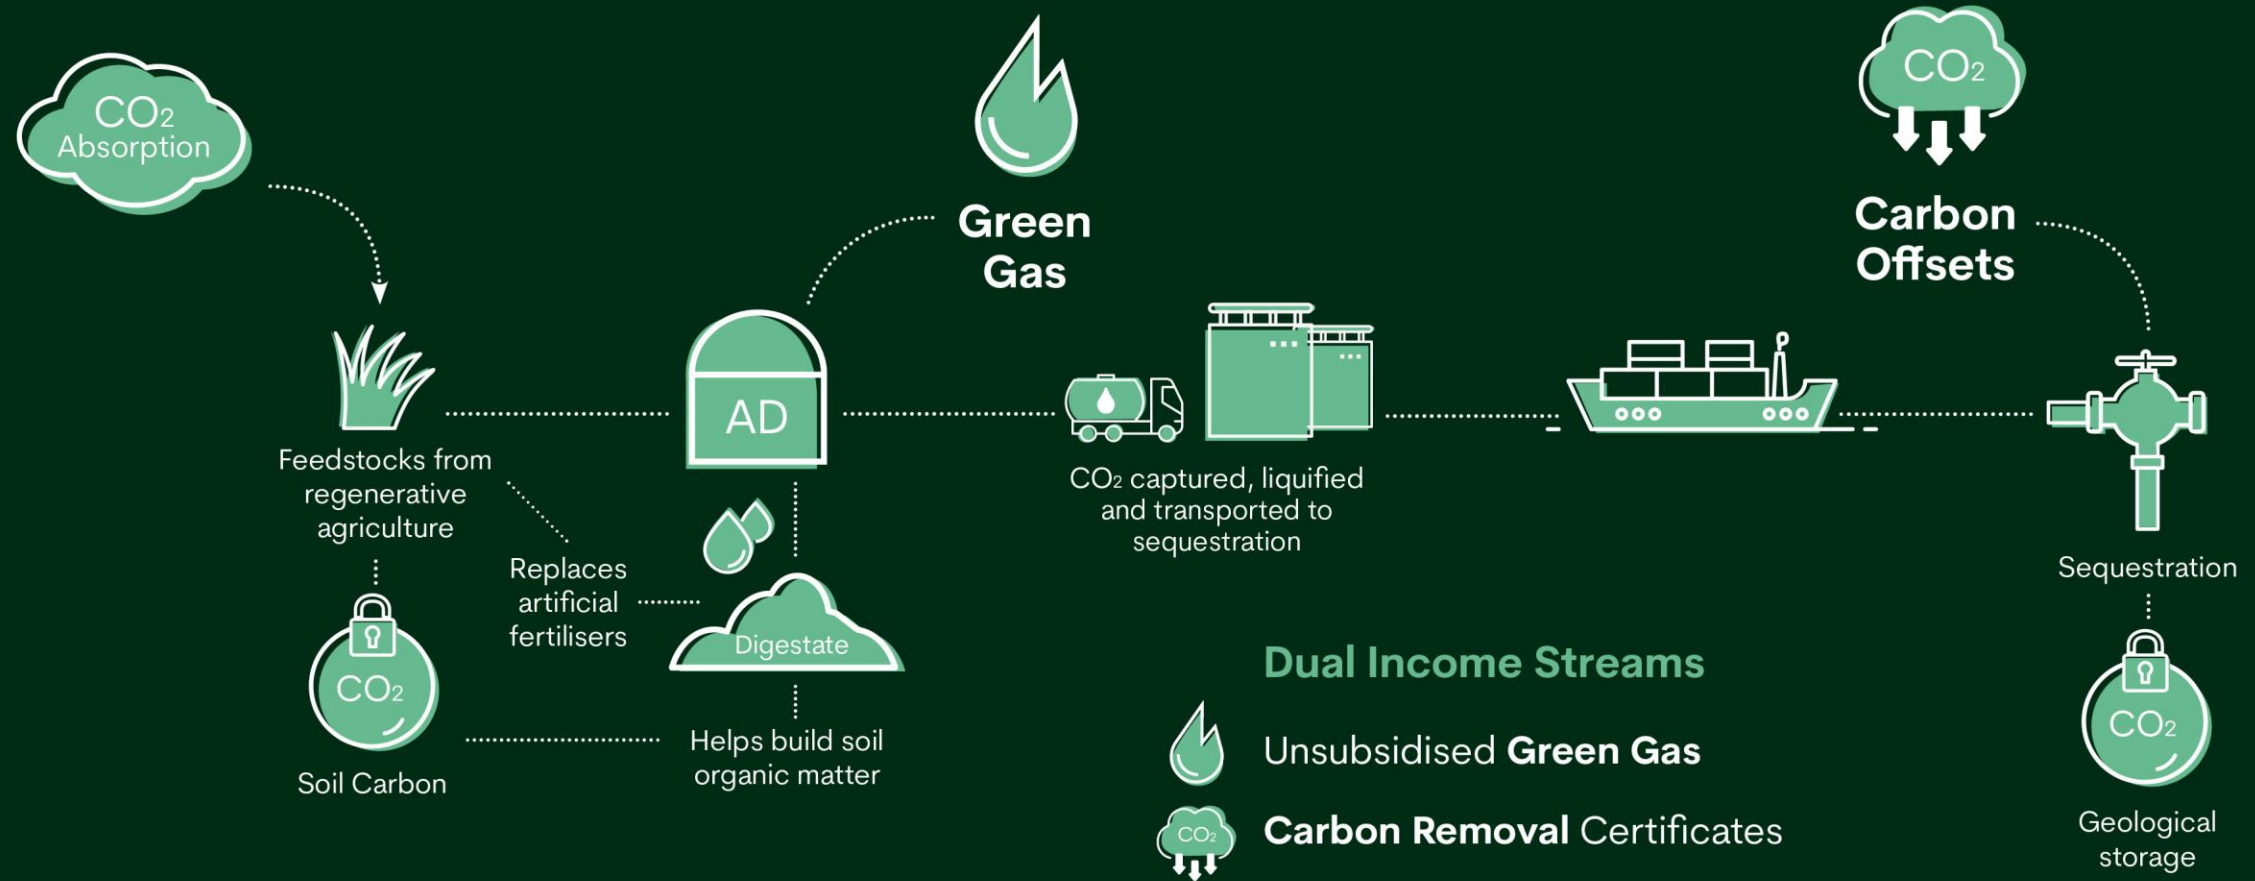 CO₂
Absorption
Green
Gas
CO₂
Carbon
Offsets
Feedstocks from
regenerative
agriculture
AD
CO₂ captured, liquified
and transported to
sequestration
Sequestration
Replaces
artificial
fertilisers
Digestate
CO₂
Soil Carbon
Helps build soil
organic matter
Dual Income Streams
Unsubsidised Green Gas
CO₂
Carbon Removal Certificates
CO₂
Geological
storage